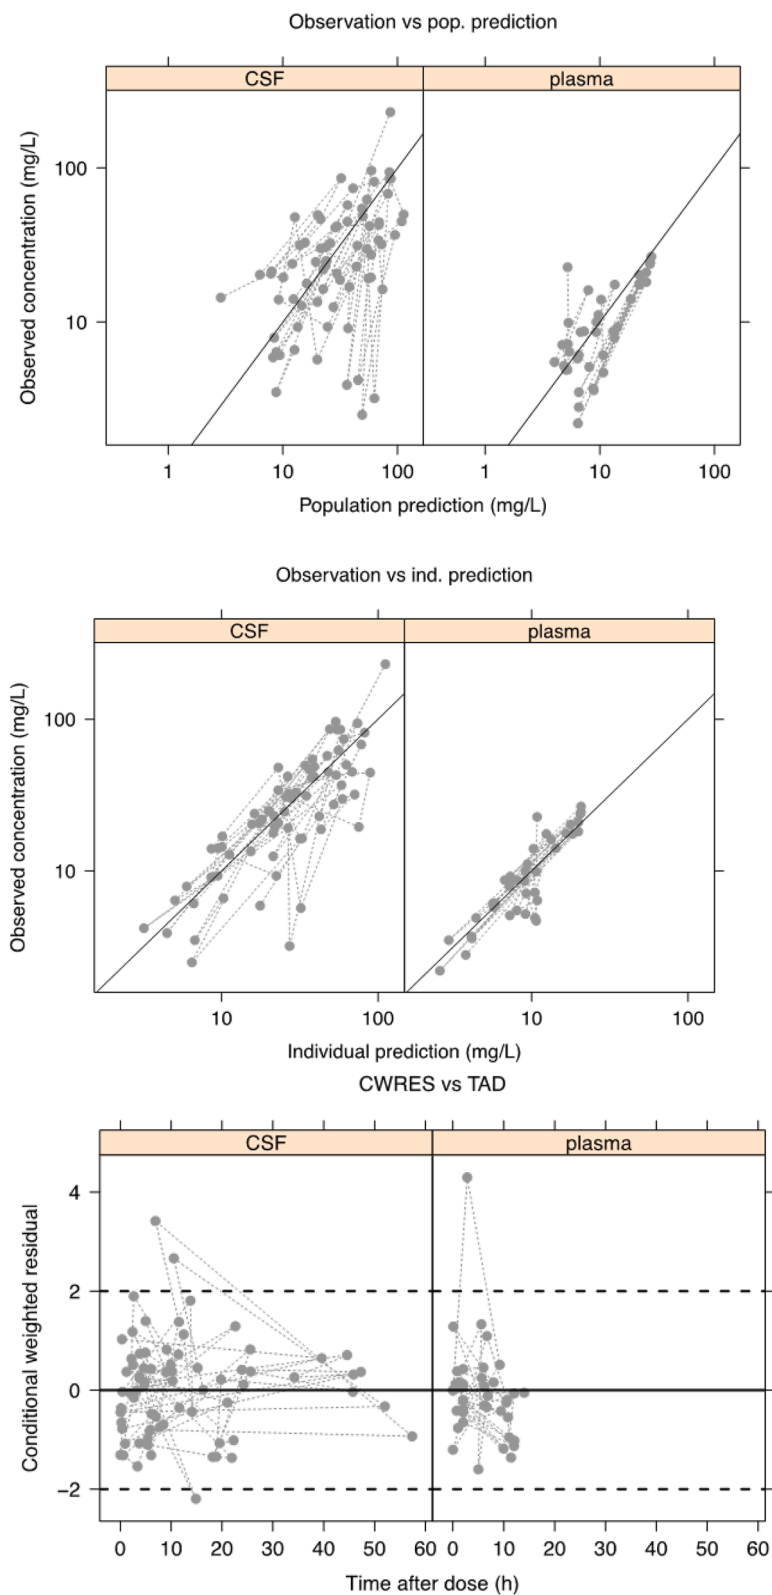 Observation vs pop. prediction
CSF plasma
Observed concentration (mg/L)
100
10
1 10 100 1 10 100
Population prediction (mg/L)
Observation vs ind. prediction
CSF plasma
Observed concentration (mg/L)
100
10
10 100 10 100
Individual prediction (mg/L)
CWRES vs TAD
CSF plasma
Conditional weighted residual
4
2
0
−2
0 10 20 30 40 50 60 0 10 20 30 40 50 60
Time after dose (h)